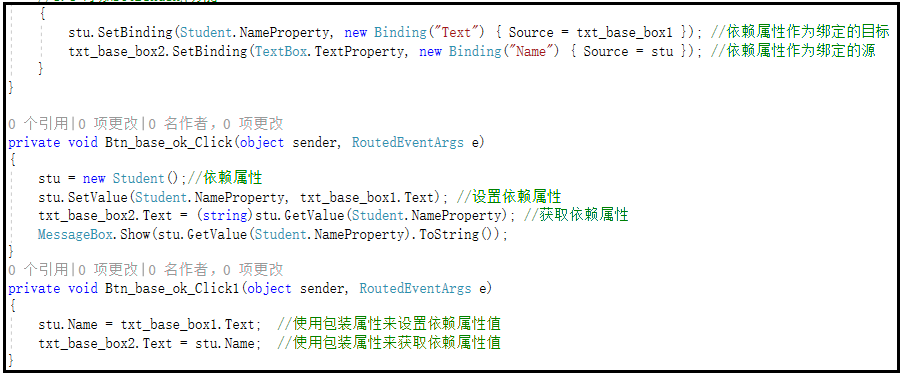 {
stu.SetBinding(Student.NameProperty, new Binding("Text") { Source = txt_base_box1 }); //依赖属性作为绑定的目标
txt_base_box2.SetBinding(TextBox.TextProperty, new Binding("Name") { Source = stu }); //依赖属性作为绑定的源
}
}
0 个引用|0 项更改|0 名作者, 0 项更改
private void Btn_base_ok_Click(object sender, RoutedEventArgs e)
{
stu = new Student();//依赖属性
stu.SetValue(Student.NameProperty, txt_base_box1.Text); //设置依赖属性
txt_base_box2.Text = (string)stu.GetValue(Student.NameProperty); //获取依赖属性
MessageBox.Show(stu.GetValue(Student.NameProperty).ToString());
}
0 个引用|0 项更改|0 名作者, 0 项更改
private void Btn_base_ok_Click1(object sender, RoutedEventArgs e)
{
stu.Name = txt_base_box1.Text;  //使用包装属性来设置依赖属性值
txt_base_box2.Text = stu.Name;  //使用包装属性来获取依赖属性值
}